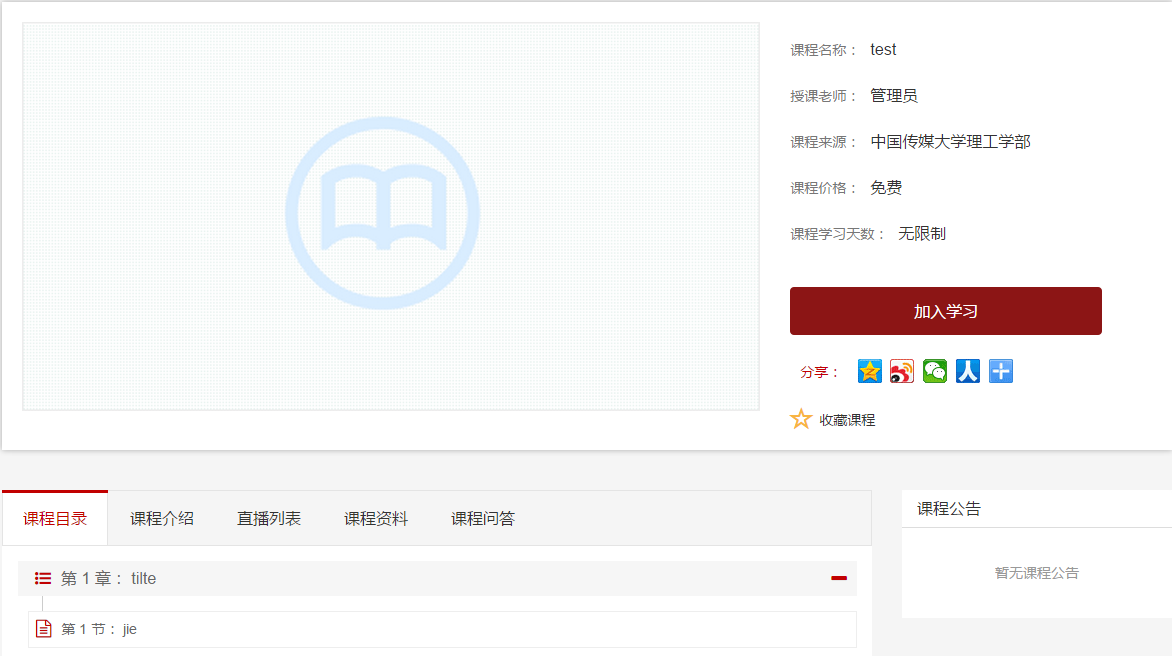 课程名称： test
授课老师： 管理员
课程来源： 中国传媒大学理工学部
课程价格： 免费
课程学习天数： 无限制
加入学习
分享：
收藏课程
课程目录 课程介绍 直播列表 课程资料 课程问答
第 1 章： tilte
第 1 节： jie
课程公告
暂无课程公告